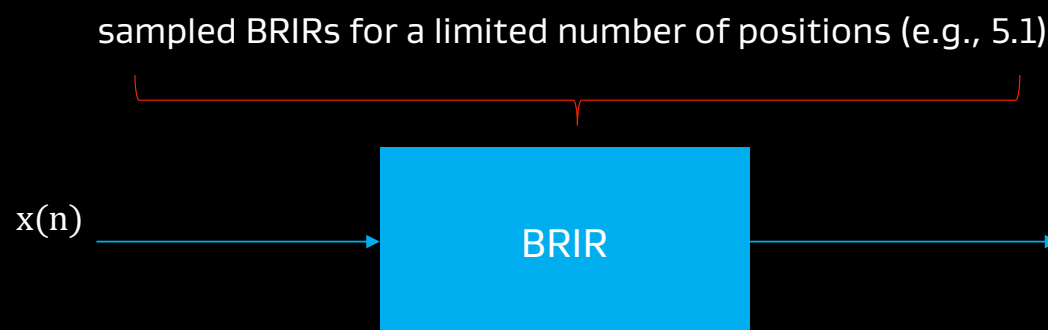 sampled BRIRs for a limited number of positions (e.g., 5.1)
x(n)
BRIR